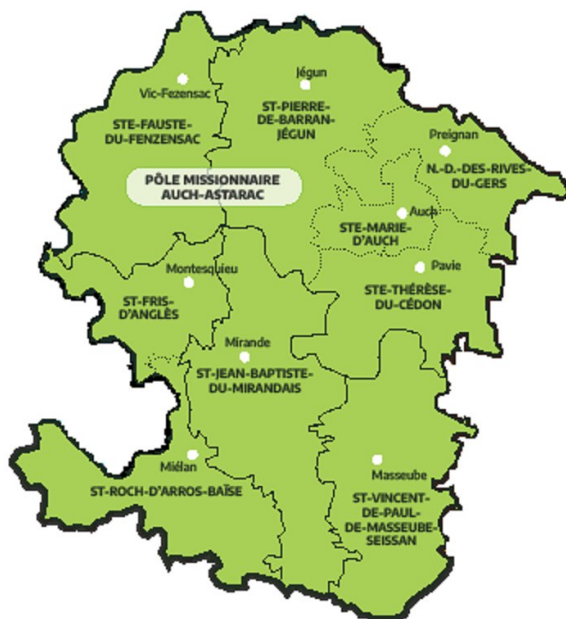 Jégun
Vic-Fezensac
ST-PIERRE-
DE-BARRAN-
JÉGUN
STE-FAUSTE-
DU-FENZENSAC
Preignan
N.-D.-DES-RIVES-
DU-GERS
PÔLE MISSIONNAIRE
AUCH-ASTARAC
Auch
STE-MARIE-
D'AUCH
Pavie
STE-THÉRÈSE-
DU-CÉDON
Montesquieu
ST-FRIS-
D'ANGLÈS
Mirande
ST-JEAN-BAPTISTE-
DU-MIRANDAIS
Miélan
ST-ROCH-D'ARROS-BAÏSE
Masseube
ST-VINCENT-
DE-PAUL-
DE-MASSEUBE-
SEISSAN